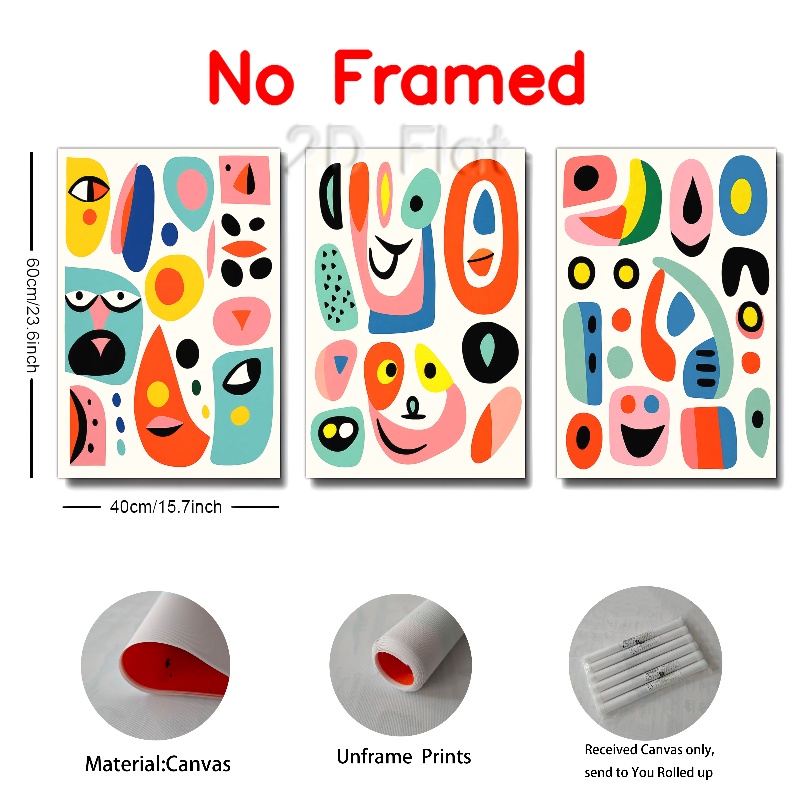 No Framed
2D Flat
60cm/23.6inch
40cm/15.7inch
Material:Canvas
Unframe Prints
Received Canvas only,
send to You Rolled up